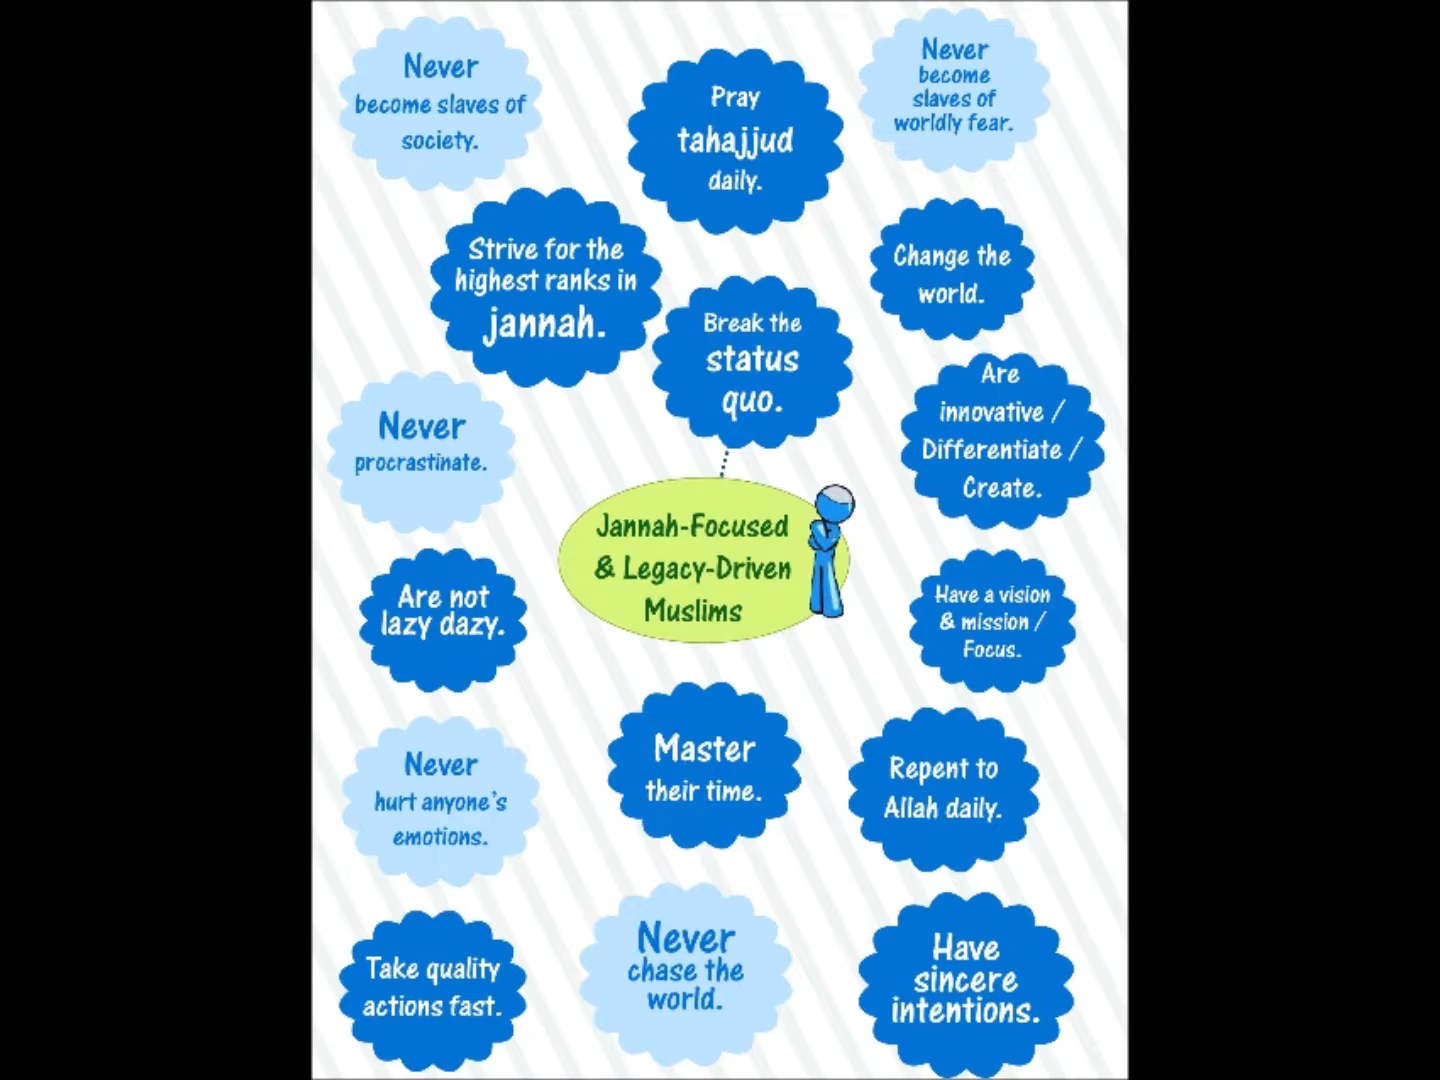 Never
become slaves of
society.
Pray
tahajjud
daily.
Never
become
slaves of
worldly fear.
Strive for the
highest ranks in
jannah.
Change the
world.
Break the
status
quo.
Never
procrastinate.
Are
innovative /
Differentiate /
Create.
Jannah-Focused
& Legacy-Driven
Muslims
Are not
lazy dazy.
Have a vision
& mission /
Focus.
Never
hurt anyone's
emotions.
Master
their time.
Repent to
Allah daily.
Take quality
actions fast.
Never
chase the
world.
Have
sincere
intentions.